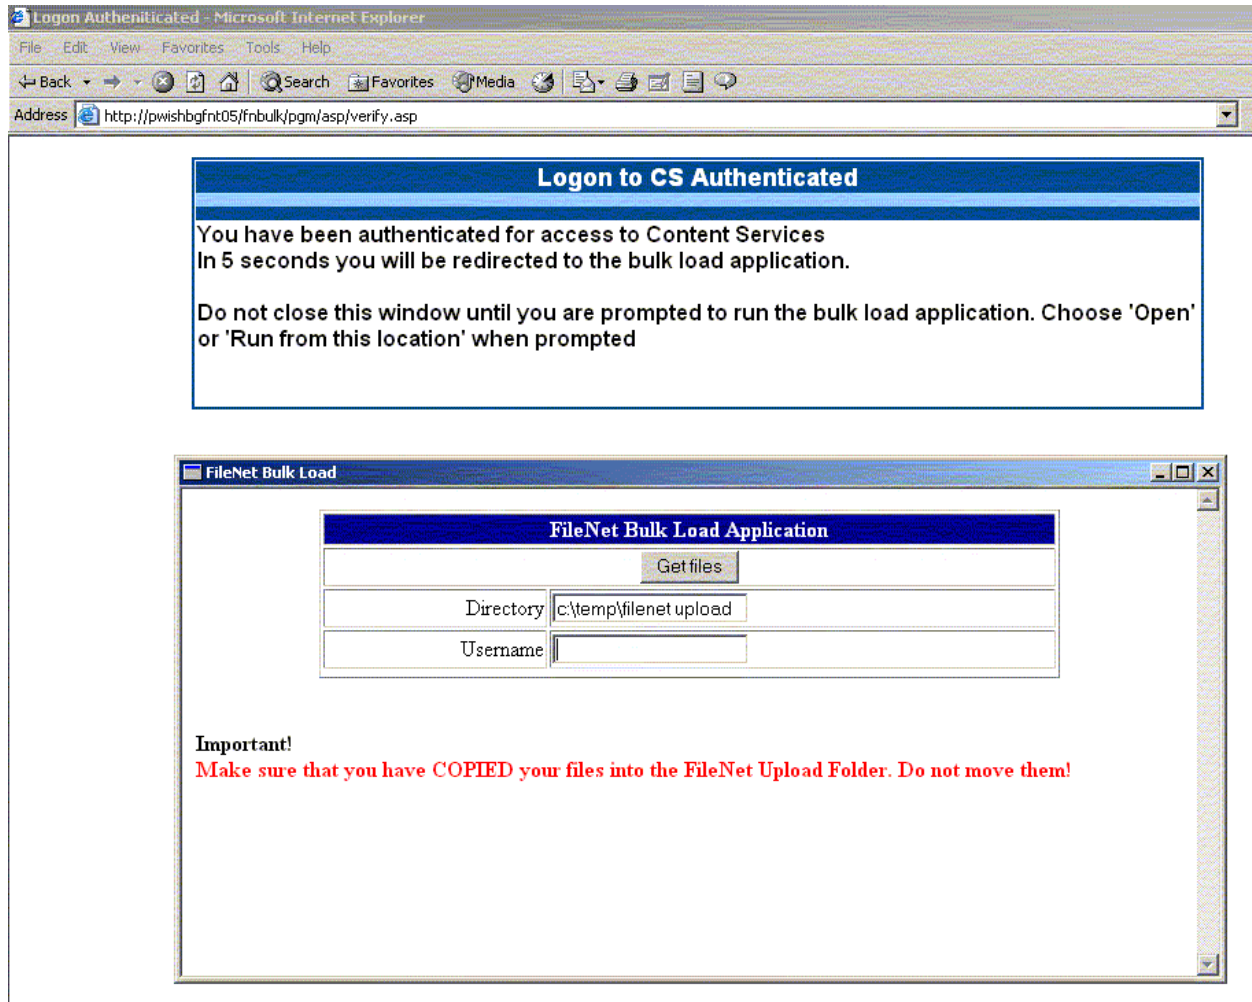 Logon Autheniticated - Microsoft Internet Explorer
File Edit View Favorites Tools Help
Back Search Favorites Media
Address http://pwishbgfnt05/fnbulk/pgm/asp/verify.asp
Logon to CS Authenticated
You have been authenticated for access to Content Services
In 5 seconds you will be redirected to the bulk load application.
Do not close this window until you are prompted to run the bulk load application. Choose 'Open'
or 'Run from this location' when prompted
FileNet Bulk Load
FileNet Bulk Load Application
Get files
Directory c:\temp\filenet upload
Username
Important!
Make sure that you have COPIED your files into the FileNet Upload Folder. Do not move them!